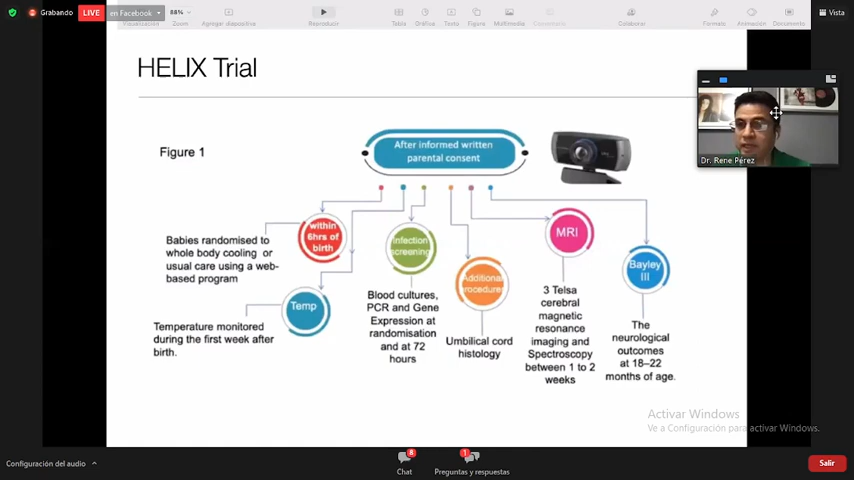 Grabando
LIVE
en Facebook
88%
Vista
Visualización
Zoom
Agregar diapositiva
Reproducir
Tabla
Gráfica
Texto
Figura
Multimedia
Comentario
Colaborar
Formato
Animación
Documento
HELIX Trial
Dr. Rene Pérez
Figure 1
After informed written
parental consent
within
6hrs of
birth
Babies randomised to
whole body cooling or
usual care using a web-
based program
Temp
Temperature monitored
during the first week after
birth.
Infection
screening
Blood cultures,
PCR and Gene
Expression at
randomisation
and at 72
hours
Additional
procedures
Umbilical cord
histology
MRI
3 Telsa
cerebral
magnetic
resonance
imaging and
Spectroscopy
between 1 to 2
weeks
Bayley
III
The
neurological
outcomes
at 18–22
months of age.
Activar Windows
Ve a Configuración para activar Windows.
Configuración del audio
8
Chat
1
Preguntas y respuestas
Salir